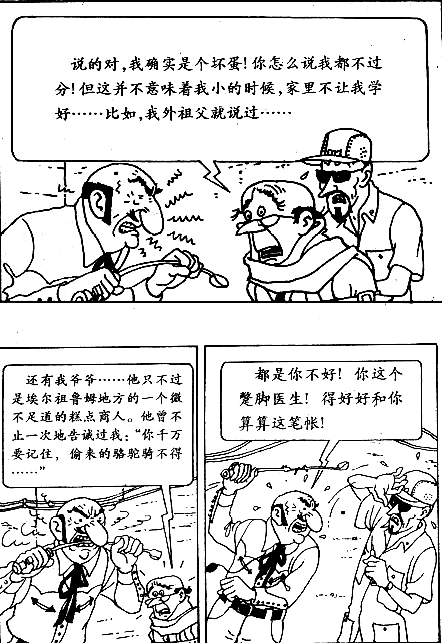 说的对，我确实是个坏蛋！你怎么说我都不过
分！但这并不意味着我小的时候，家里不让我学
好……比如，我外祖父就说过……
还有我爷爷……他只不过
是埃尔祖鲁姆地方的一个微
不足道的糕点商人。他曾不
止一次地告诫过我：“你千万
要记住，偷来的骆驼骑不得
……”
都是你不好！你这个
蹩脚医生！得好好和你
算算这笔帐！